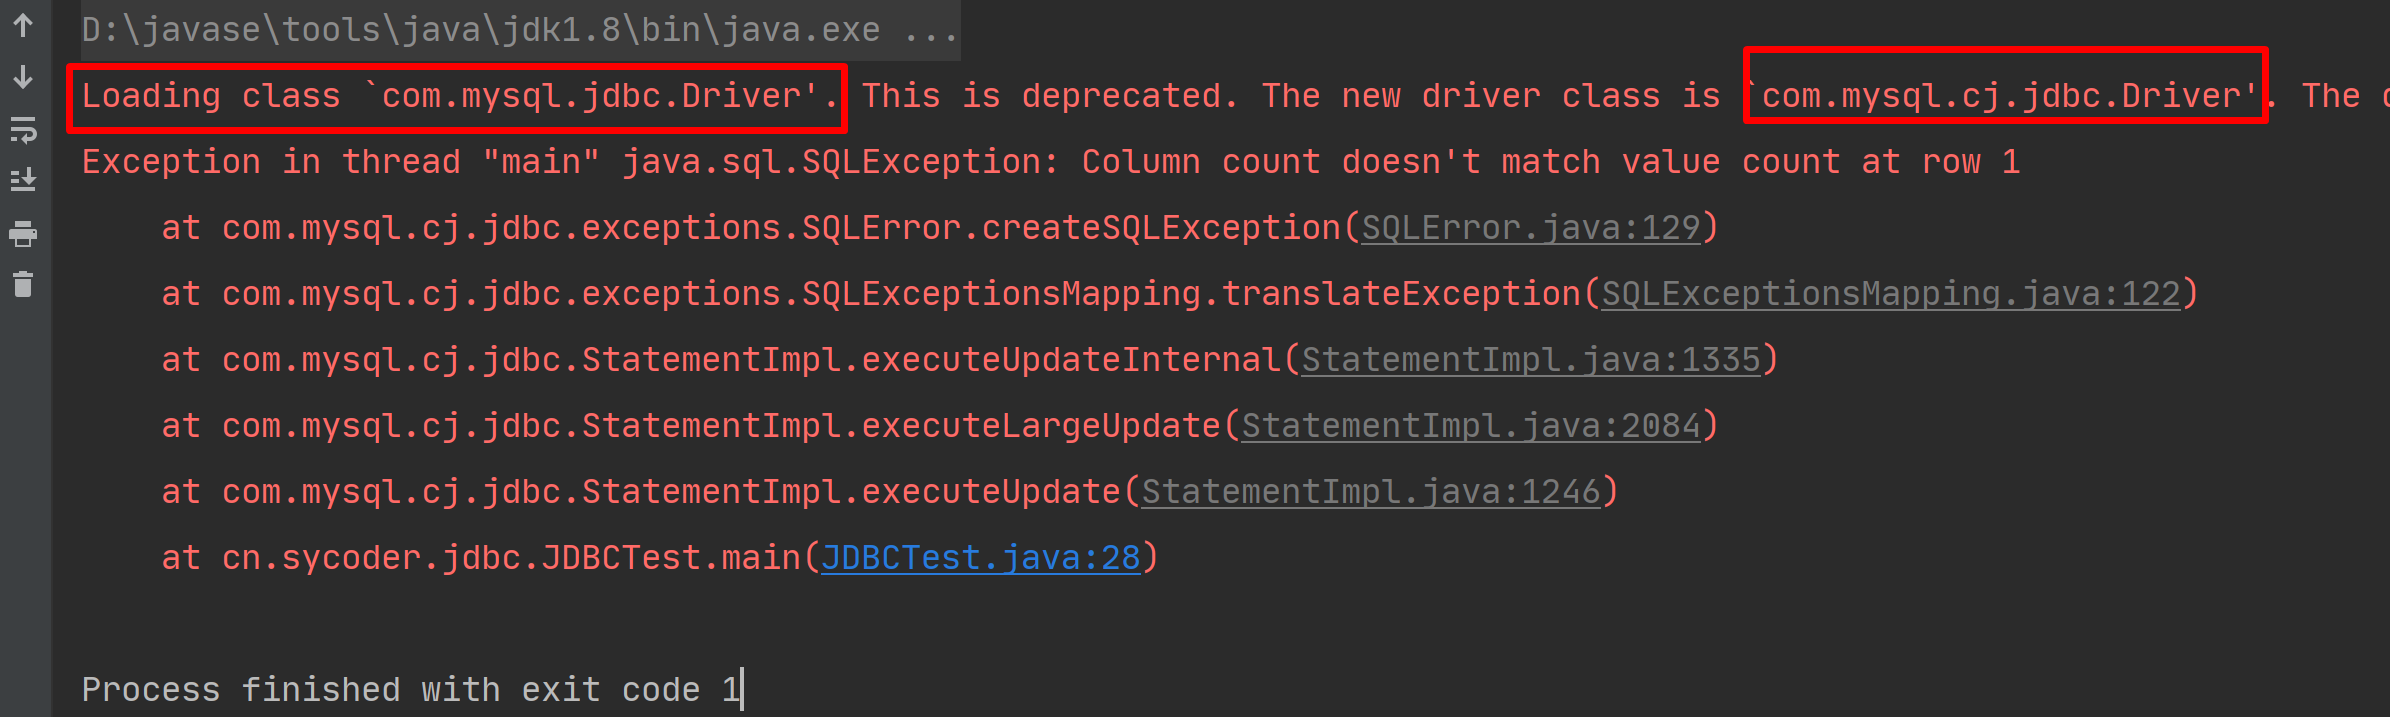 D:\javase\tools\java\jdk1.8\bin\java.exe ...
Loading class `com.mysql.jdbc.Driver'. This is deprecated. The new driver class is `com.mysql.cj.jdbc.Driver'. The
Exception in thread "main" java.sql.SQLException: Column count doesn't match value count at row 1
at com.mysql.cj.jdbc.exceptions.SQLError.createSQLException(SQLError.java:129)
at com.mysql.cj.jdbc.exceptions.SQLExceptionsMapping.translateException(SQLExceptionsMapping.java:122)
at com.mysql.cj.jdbc.StatementImpl.executeUpdateInternal(StatementImpl.java:1335)
at com.mysql.cj.jdbc.StatementImpl.executeLargeUpdate(StatementImpl.java:2084)
at com.mysql.cj.jdbc.StatementImpl.executeUpdate(StatementImpl.java:1246)
at cn.sycoder.jdbc.JDBCTest.main(JDBCTest.java:28)
Process finished with exit code 1